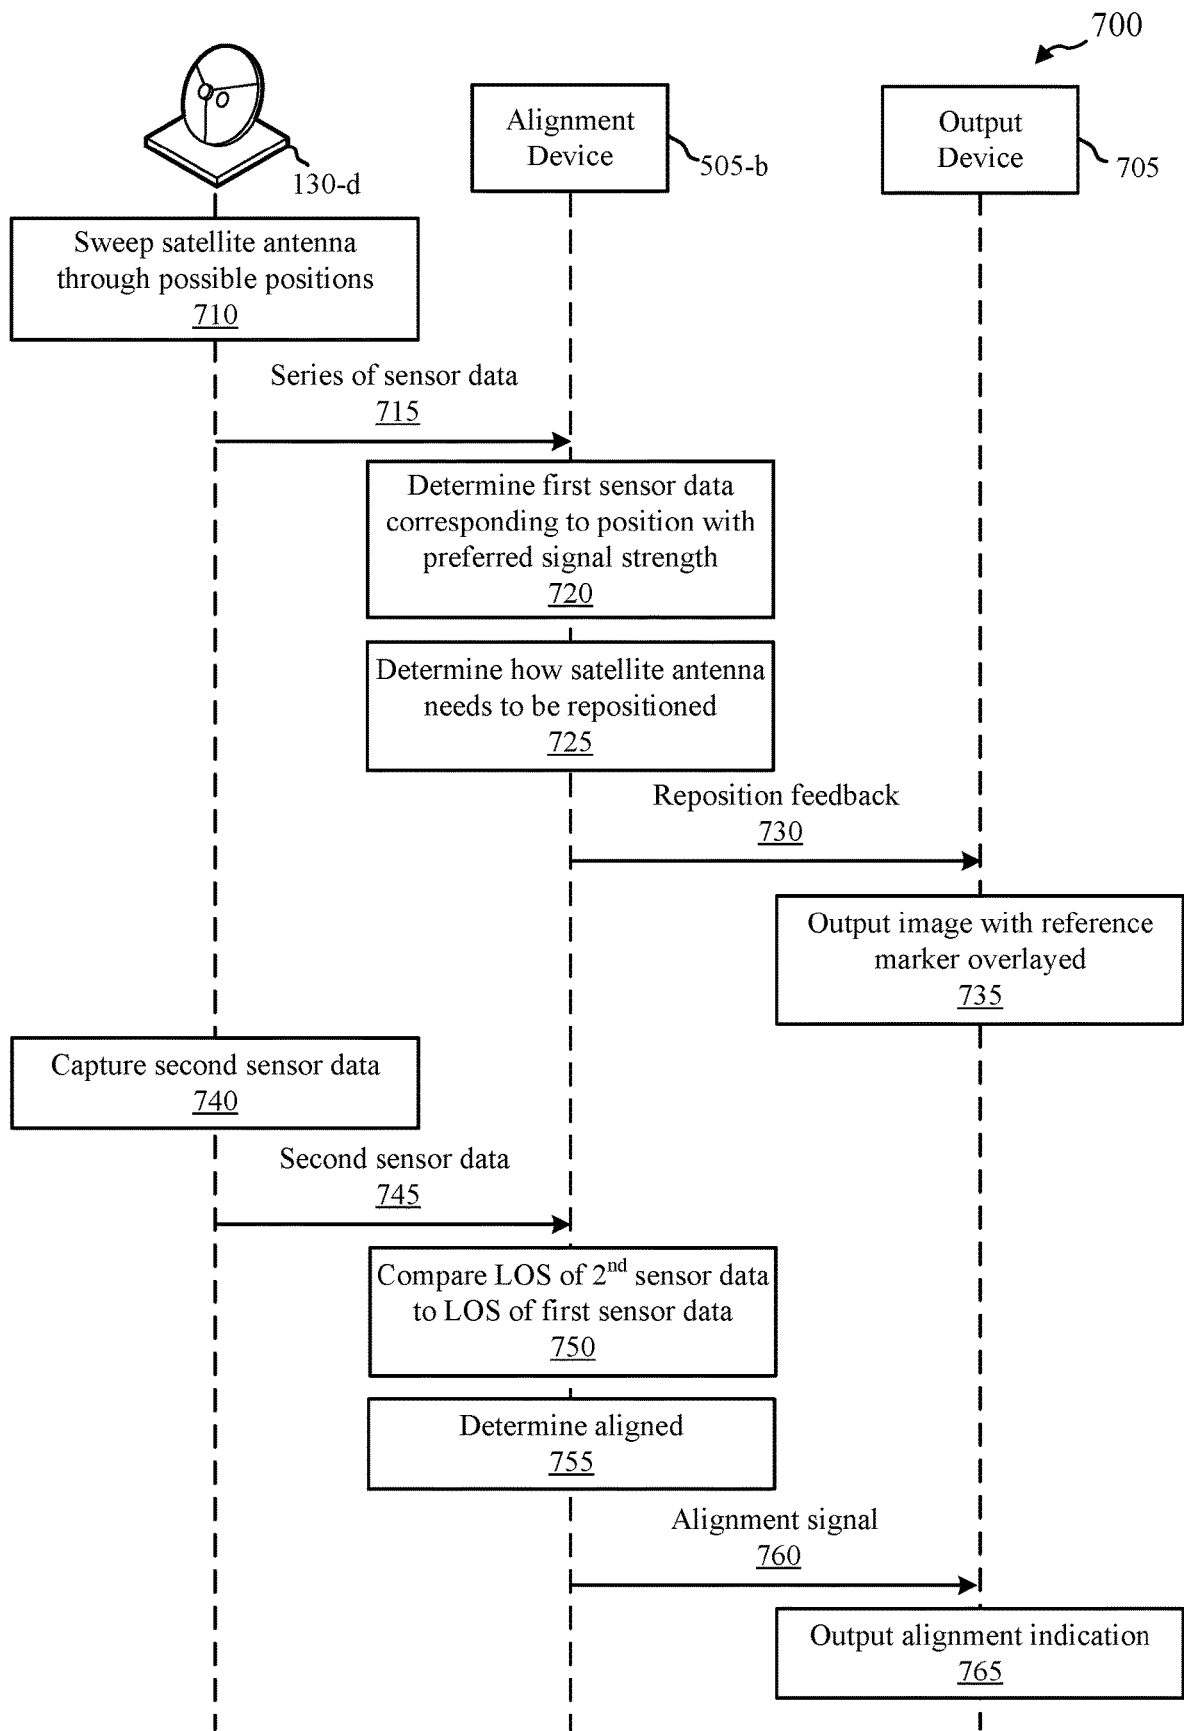 700
Alignment
Device
Output
Device
130-d
505-b
705
Sweep satellite antenna
through possible positions
710
Series of sensor data
715
Determine first sensor data
corresponding to position with
preferred signal strength
720
Determine how satellite antenna
needs to be repositioned
725
Reposition feedback
730
Output image with reference
marker overlayed
735
Capture second sensor data
740
Second sensor data
745
Compare LOS of 2nd sensor data
to LOS of first sensor data
750
Determine aligned
755
Alignment signal
760
Output alignment indication
765